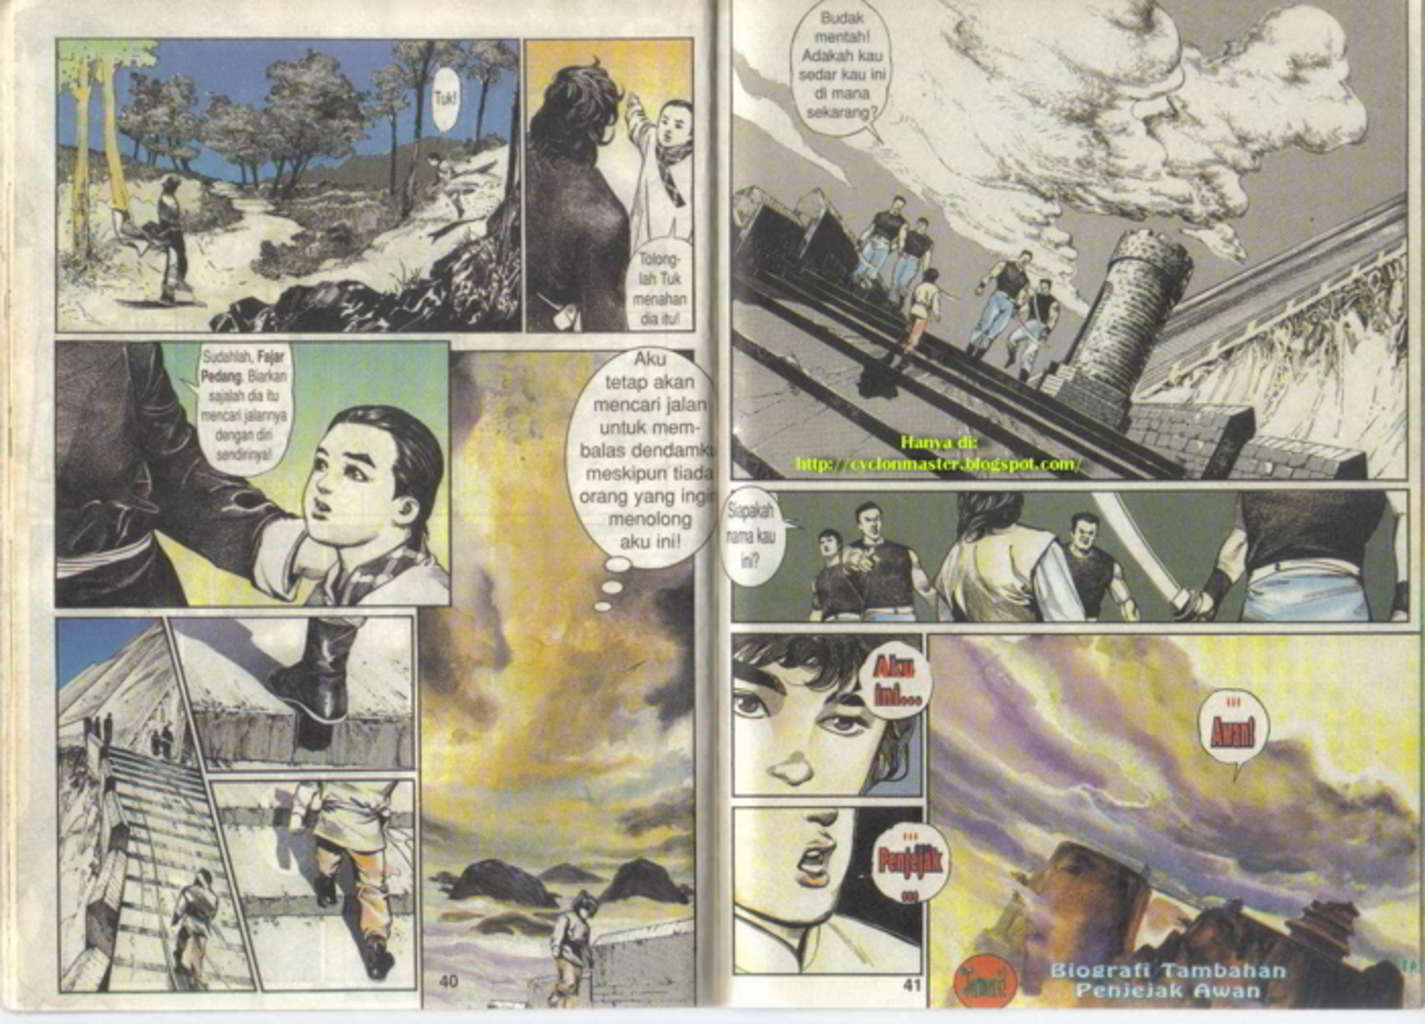 Tuk!
Tolong-
lah Tuk
menahan
dia itu!
Sudahlah, Fajar
Pedang. Biarkan
sajalah dia itu
mencari jalannya
dengan diri
sendirinya!
Aku
tetap akan
mencari jalan
untuk mem-
balas dendamku
meskipun tiada
orang yang ingin
menolong
aku ini!
40
Budak
mentah!
Adakah kau
sedar kau ini
di mana
sekarang?
Hanya di:
http://cyclonmaster.blogspot.com/
Siapakah
nama kau
ini?
Aku
ini...
...
Penjejak
...
...
Awan!
41
Tamat!
Biografi Tambahan
Penjejak Awan